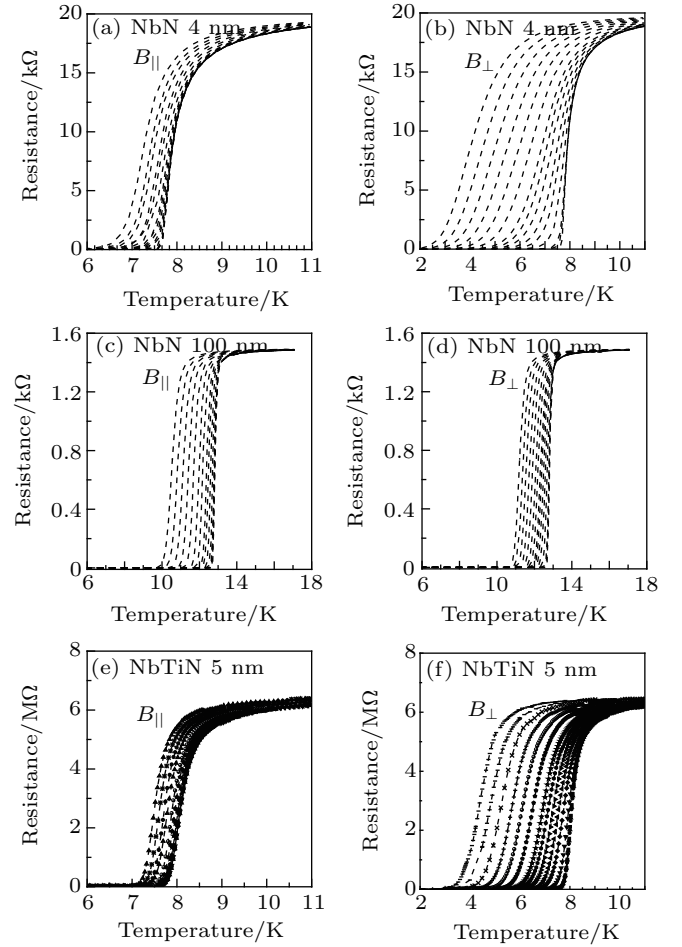 (a) NbN 4 nm
B||
Resistance/kΩ
20
15
10
5
0
6 7 8 9 10 11
Temperature/K
(b) NbN 4 nm
B⊥
Resistance/kΩ
20
15
10
5
0
2 4 6 8 10
Temperature/K
(c) NbN 100 nm
B||
Resistance/kΩ
1.6
1.2
0.8
0.4
0
6 10 14 18
Temperature/K
(d) NbN 100 nm
B⊥
Resistance/kΩ
1.6
1.2
0.8
0.4
0
6 10 14 18
Temperature/K
(e) NbTiN 5 nm
B||
Resistance/MΩ
8
6
4
2
0
6 7 8 9 10 11
Temperature/K
(f) NbTiN 5 nm
B⊥
Resistance/MΩ
8
6
4
2
0
2 4 6 8 10
Temperature/K